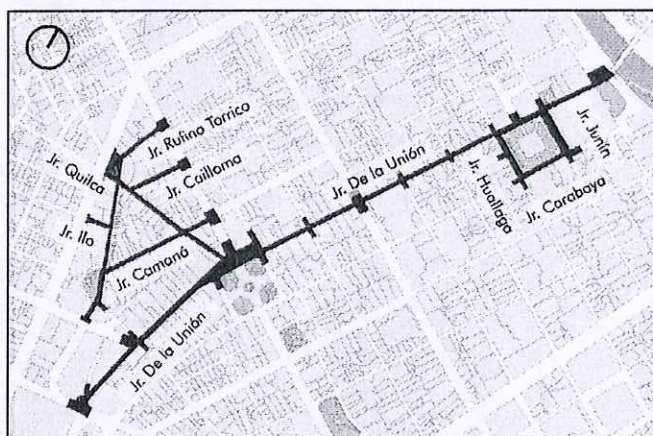 Jr. Rufino Torrico
Jr. Quilca
Jr. Cailloma
Jr. Ilo
Jr. Camaná
Jr. De la Unión
Jr. De la Unión
Jr. Huallaga
Jr. Carabaya
Jr. Junín